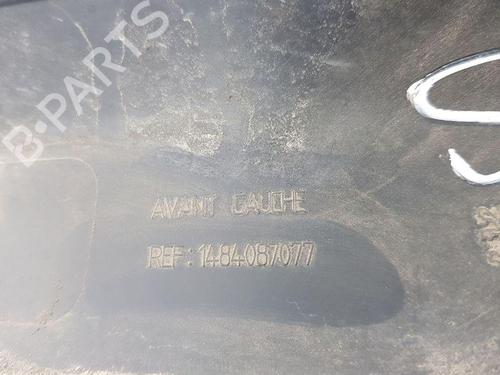 B-PARTS
S
AVANT GAUCHE
REF:1484087077